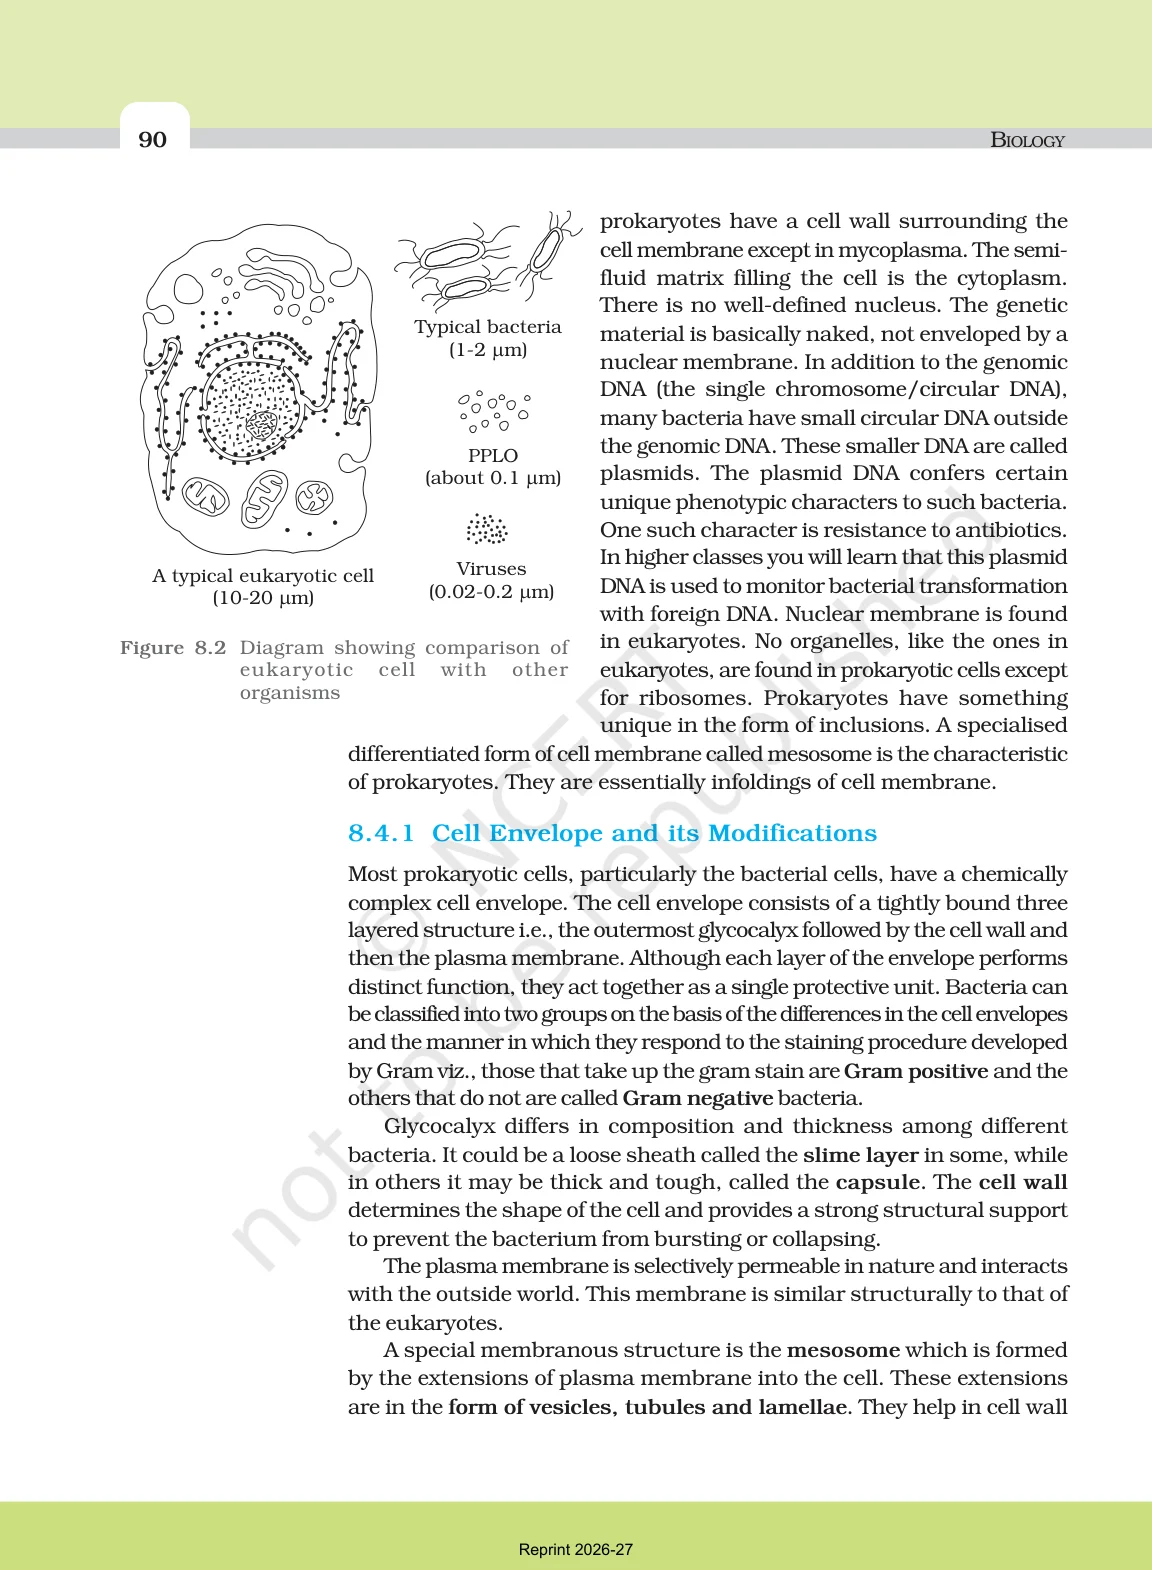 90
BIOLOGY
Typical bacteria
(1-2 µm)
PPLO
(about 0.1 µm)
Viruses
(0.02-0.2 µm)
A typical eukaryotic cell
(10-20 µm)
Figure 8.2 Diagram showing comparison of
eukaryotic cell with other
organisms
prokaryotes have a cell wall surrounding the
cell membrane except in mycoplasma. The semi-
fluid matrix filling the cell is the cytoplasm.
There is no well-defined nucleus. The genetic
material is basically naked, not enveloped by a
nuclear membrane. In addition to the genomic
DNA (the single chromosome/circular DNA),
many bacteria have small circular DNA outside
the genomic DNA. These smaller DNA are called
plasmids. The plasmid DNA confers certain
unique phenotypic characters to such bacteria.
One such character is resistance to antibiotics.
In higher classes you will learn that this plasmid
DNA is used to monitor bacterial transformation
with foreign DNA. Nuclear membrane is found
in eukaryotes. No organelles, like the ones in
eukaryotes, are found in prokaryotic cells except
for ribosomes. Prokaryotes have something
unique in the form of inclusions. A specialised
differentiated form of cell membrane called mesosome is the characteristic
of prokaryotes. They are essentially infoldings of cell membrane.
8.4.1 Cell Envelope and its Modifications
Most prokaryotic cells, particularly the bacterial cells, have a chemically
complex cell envelope. The cell envelope consists of a tightly bound three
layered structure i.e., the outermost glycocalyx followed by the cell wall and
then the plasma membrane. Although each layer of the envelope performs
distinct function, they act together as a single protective unit. Bacteria can
be classified into two groups on the basis of the differences in the cell envelopes
and the manner in which they respond to the staining procedure developed
by Gram viz., those that take up the gram stain are Gram positive and the
others that do not are called Gram negative bacteria.
Glycocalyx differs in composition and thickness among different
bacteria. It could be a loose sheath called the slime layer in some, while
in others it may be thick and tough, called the capsule. The cell wall
determines the shape of the cell and provides a strong structural support
to prevent the bacterium from bursting or collapsing.
The plasma membrane is selectively permeable in nature and interacts
with the outside world. This membrane is similar structurally to that of
the eukaryotes.
A special membranous structure is the mesosome which is formed
by the extensions of plasma membrane into the cell. These extensions
are in the form of vesicles, tubules and lamellae. They help in cell wall
© NCERT
not to be republished
Reprint 2026-27